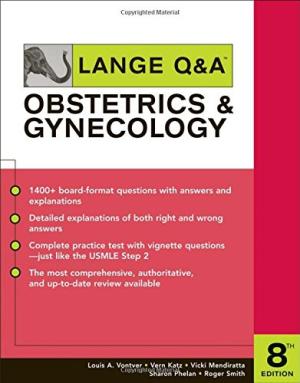 LANGE Q&A™
OBSTETRICS &
GYNECOLOGY
• 1400+ board-format questions with answers and
explanations
• Detailed explanations of both right and wrong
answers
• Complete practice test with vignette questions
—just like the USMLE Step 2
• The most comprehensive, authoritative,
and up-to-date review available
8TH
EDITION
Louis A. Vontver • Vern Katz • Vicki Mendiratta
Sharon Phelan • Roger Smith